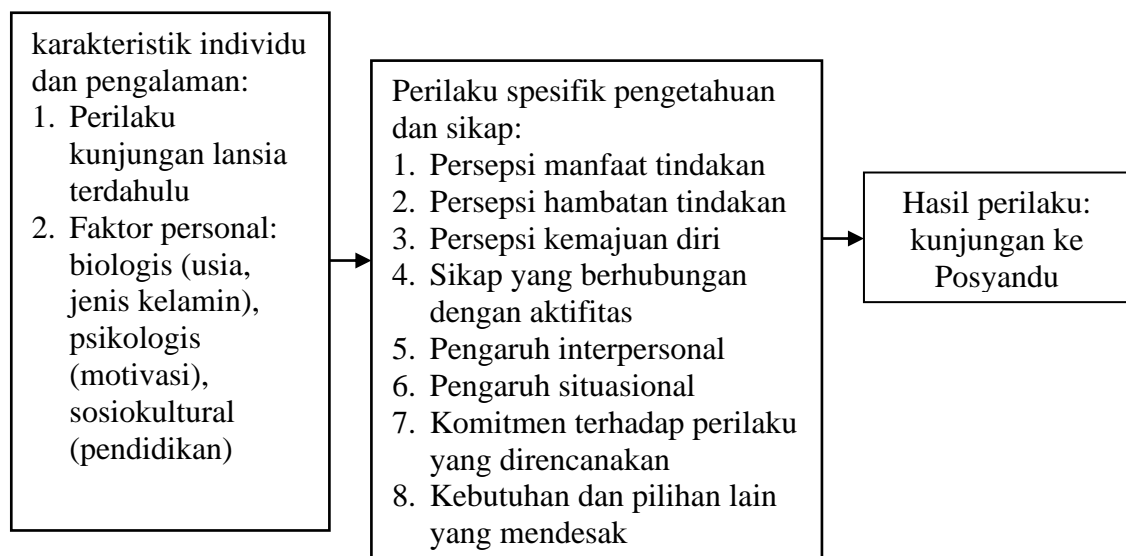 karakteristik individu
dan pengalaman:
1. Perilaku
kunjungan lansia
terdahulu
2. Faktor personal:
biologis (usia,
jenis kelamin),
psikologis
(motivasi),
sosiokultural
(pendidikan)
Perilaku spesifik pengetahuan
dan sikap:
1. Persepsi manfaat tindakan
2. Persepsi hambatan tindakan
3. Persepsi kemajuan diri
4. Sikap yang berhubungan
dengan aktifitas
5. Pengaruh interpersonal
6. Pengaruh situasional
7. Komitmen terhadap perilaku
yang direncanakan
8. Kebutuhan dan pilihan lain
yang mendesak
Hasil perilaku:
kunjungan ke
Posyandu